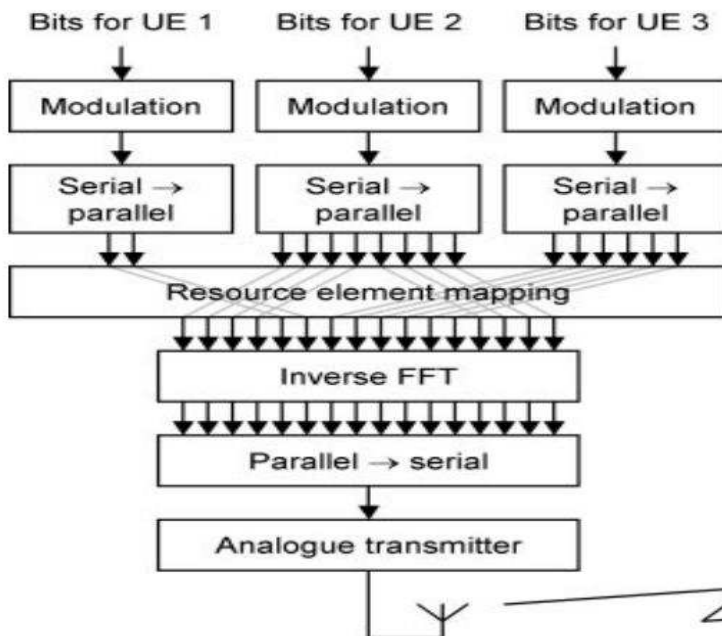 Bits for UE 1 Bits for UE 2 Bits for UE 3
Modulation Modulation Modulation
Serial → Serial → Serial →
parallel parallel parallel
Resource element mapping
Inverse FFT
Parallel → serial
Analogue transmitter